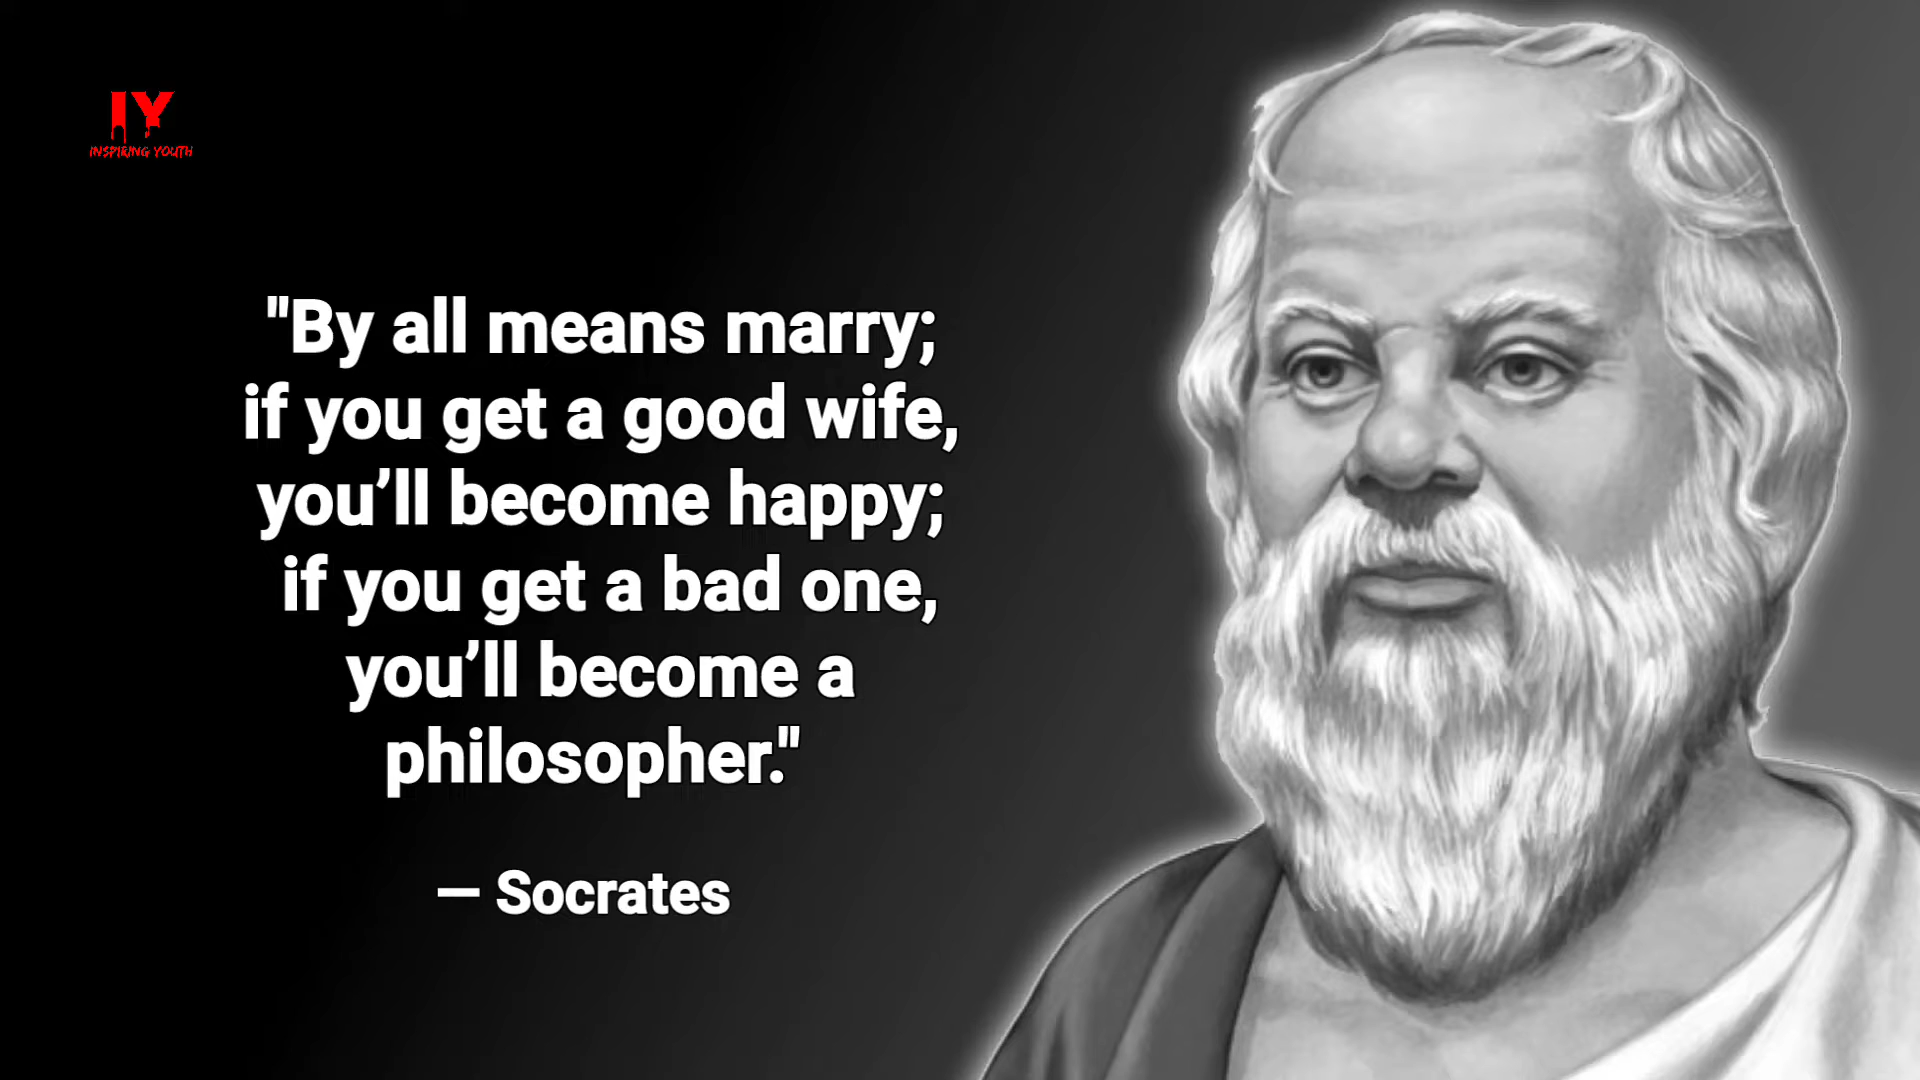 IY
INSPIRING YOUTH
"By all means marry;
if you get a good wife,
you’ll become happy;
if you get a bad one,
you’ll become a
philosopher."
— Socrates